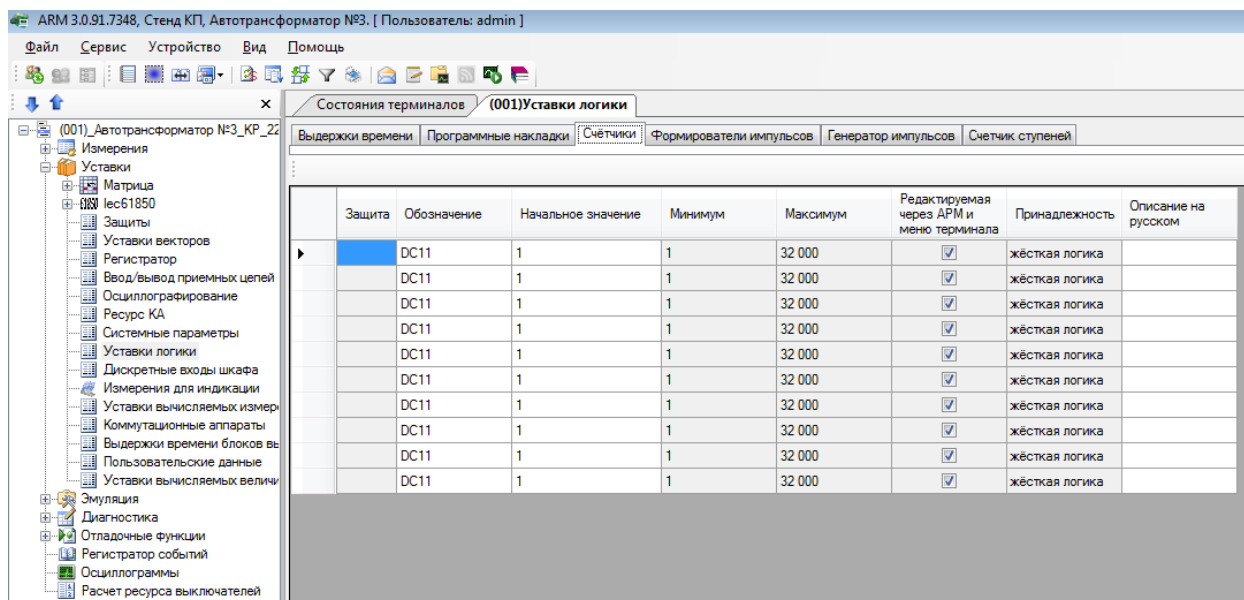 ARM 3.0.91.7348, Стенд КП, Автотрансформатор №3. [ Пользователь: admin ]
Файл Сервис Устройство Вид Помощь
Состояния терминалов (001)Уставки логики
(001)_Автотрансформатор №3_KP_22
Измерения
Уставки
Матрица
Iec61850
Защиты
Уставки векторов
Регистратор
Ввод/вывод приемных цепей
Осциллографирование
Ресурс КА
Системные параметры
Уставки логики
Дискретные входы шкафа
Измерения для индикации
Уставки вычисляемых измер
Коммутационные аппараты
Выдержки времени блоков вы
Пользовательские данные
Уставки вычисляемых величи
Эмуляция
Диагностика
Отладочные функции
Регистратор событий
Осциллограммы
Расчет ресурса выключателей
Выдержки времени Программные накладки Счётчики Формирователи импульсов Генератор импульсов Счетчик ступеней
Защита Обозначение Начальное значение Минимум Максимум Редактируемая через АРМ и меню терминала Принадлежность Описание на русском
DC11 1 1 32 000 жёсткая логика
DC11 1 1 32 000 жёсткая логика
DC11 1 1 32 000 жёсткая логика
DC11 1 1 32 000 жёсткая логика
DC11 1 1 32 000 жёсткая логика
DC11 1 1 32 000 жёсткая логика
DC11 1 1 32 000 жёсткая логика
DC11 1 1 32 000 жёсткая логика
DC11 1 1 32 000 жёсткая логика
DC11 1 1 32 000 жёсткая логика